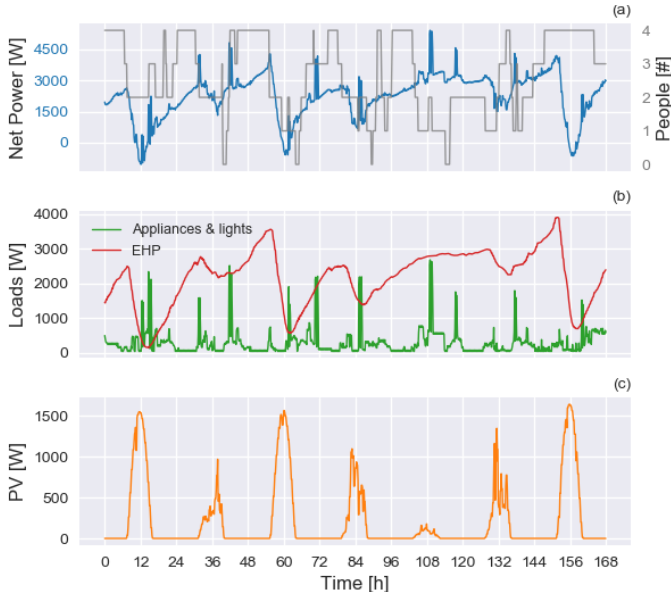 (a)
4500
3000
1500
0
Net Power [W]
4
3
2
1
0
People [#]
(b)
4000
3000
2000
1000
0
Loads [W]
Appliances & lights
EHP
(c)
1500
1000
500
0
PV [W]
0 12 24 36 48 60 72 84 96 108 120 132 144 156 168
Time [h]